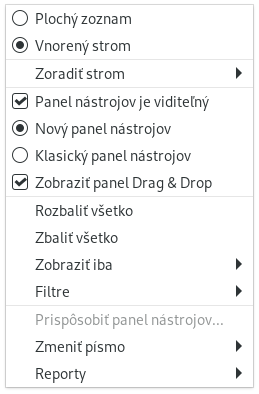 Plochý zoznam
Vnorený strom
Zoradiť strom
Panel nástrojov je viditeľný
Nový panel nástrojov
Klasický panel nástrojov
Zobraziť panel Drag & Drop
Rozbaliť všetko
Zbaliť všetko
Zobraziť iba
Filtre
Prispôsobiť panel nástrojov...
Zmeniť písmo
Reporty